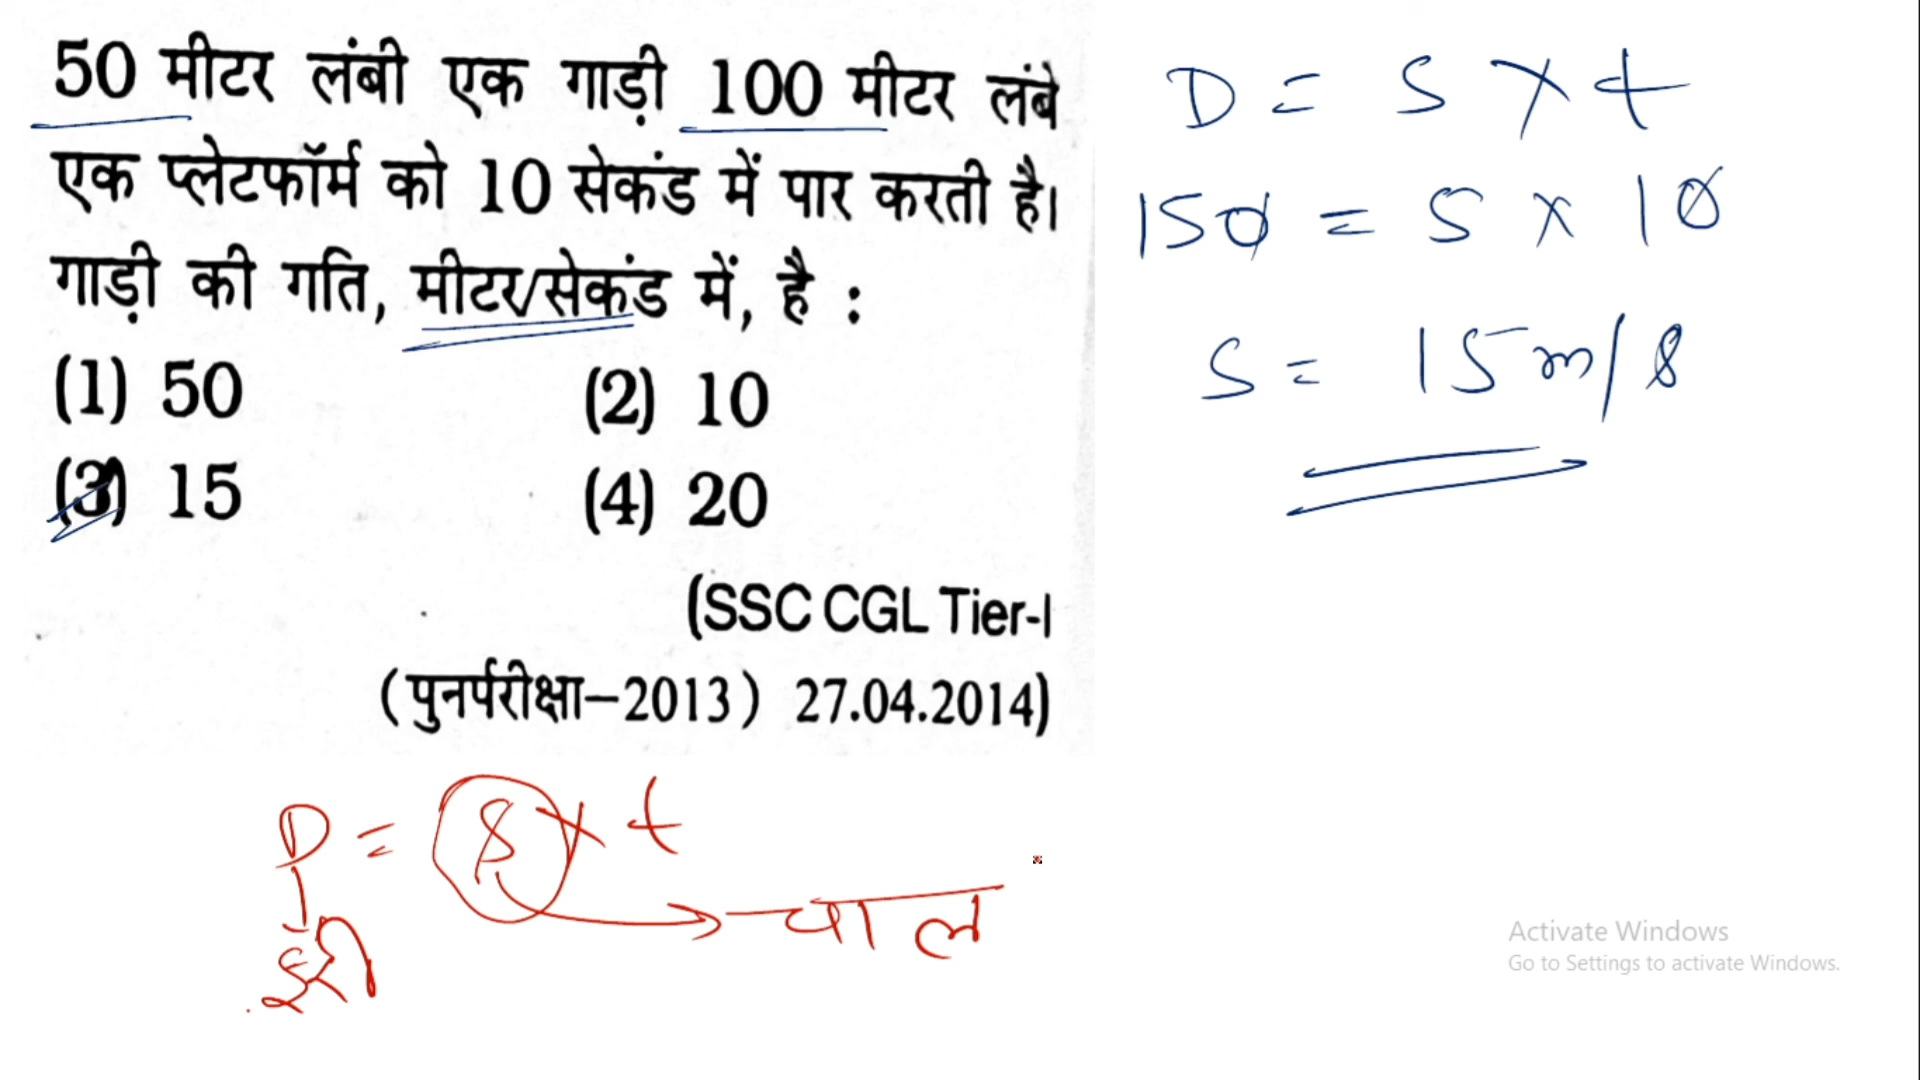 50 मीटर लंबी एक गाड़ी 100 मीटर लंबे
एक प्लेटफॉर्म को 10 सेकंड में पार करती है।
गाड़ी की गति, मीटर/सेकंड में, है :
(1) 50 (2) 10
(3) 15 (4) 20
(SSC CGL Tier-I
(पुनर्परीक्षा–2013) 27.04.2014)
D = S × t
150 = S × 10
S = 15 m/s
D = S × t
चाल
दूरी
Activate Windows
Go to Settings to activate Windows.